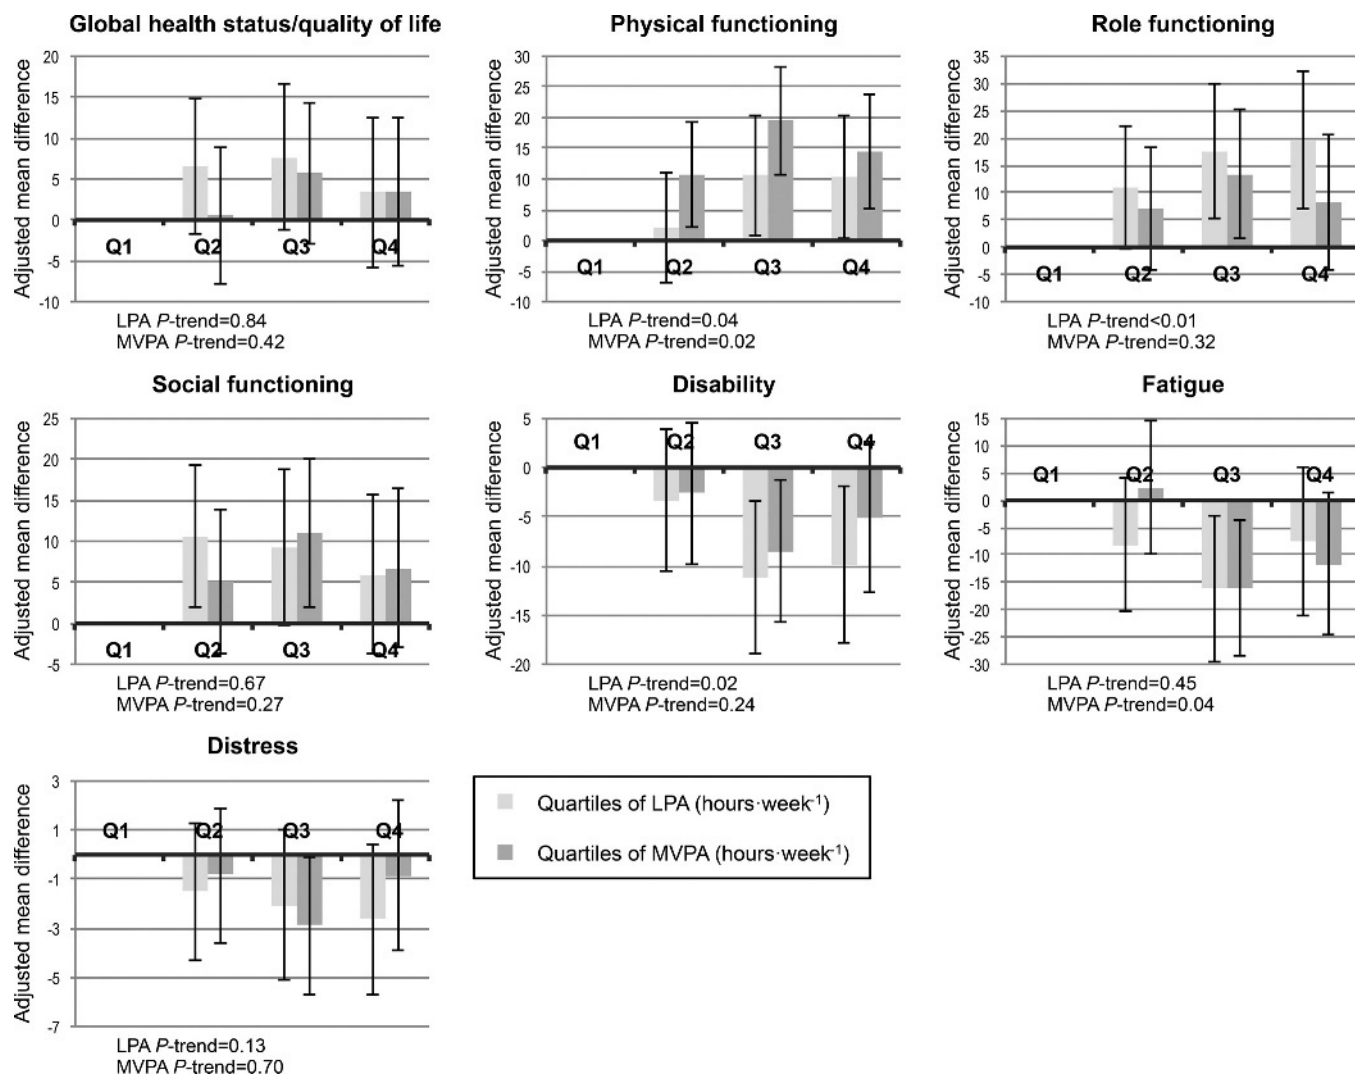 Global health status/quality of life
Adjusted mean difference
20
15
10
5
0
-5
-10
Q1 Q2 Q3 Q4
LPA P-trend=0.84
MVPA P-trend=0.42
Physical functioning
Adjusted mean difference
30
25
20
15
10
5
0
-5
-10
Q1 Q2 Q3 Q4
LPA P-trend=0.04
MVPA P-trend=0.02
Role functioning
Adjusted mean difference
35
30
25
20
15
10
5
0
-5
-10
Q1 Q2 Q3 Q4
LPA P-trend<0.01
MVPA P-trend=0.32
Social functioning
Adjusted mean difference
25
20
15
10
5
0
-5
Q1 Q2 Q3 Q4
LPA P-trend=0.67
MVPA P-trend=0.27
Disability
Adjusted mean difference
5
0
-5
-10
-15
-20
Q1 Q2 Q3 Q4
LPA P-trend=0.02
MVPA P-trend=0.24
Fatigue
Adjusted mean difference
15
10
5
0
-5
-10
-15
-20
-25
-30
Q1 Q2 Q3 Q4
LPA P-trend=0.45
MVPA P-trend=0.04
Distress
Adjusted mean difference
3
1
-1
-3
-5
-7
Q1 Q2 Q3 Q4
LPA P-trend=0.13
MVPA P-trend=0.70
Quartiles of LPA (hours·week⁻¹)
Quartiles of MVPA (hours·week⁻¹)